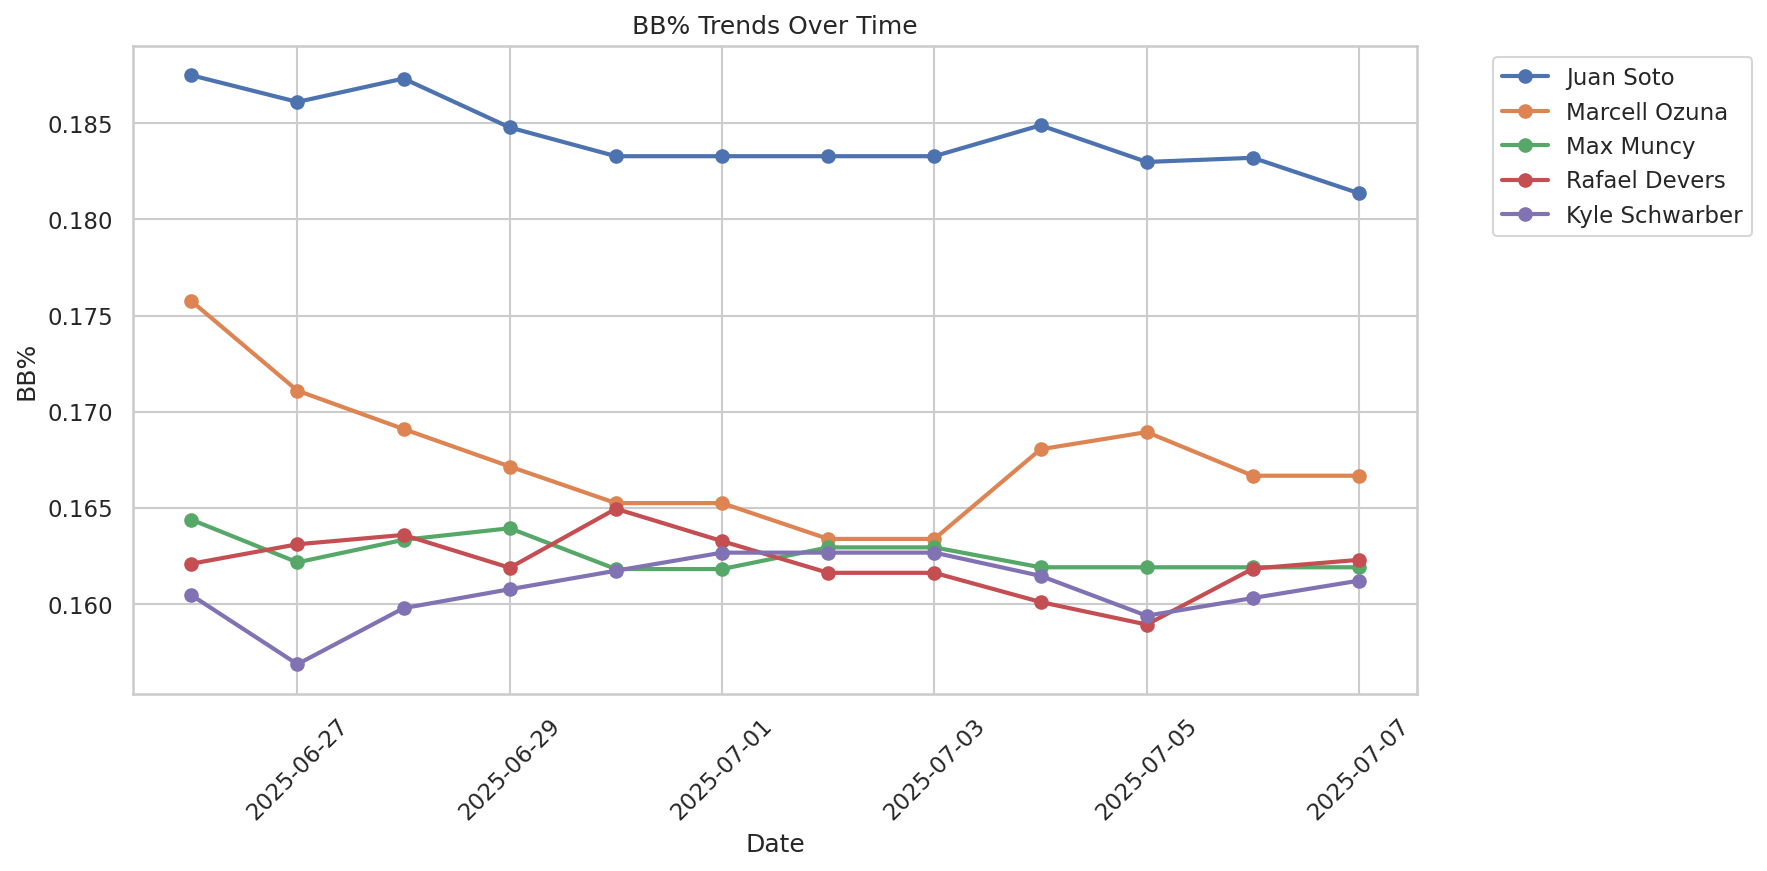 BB% Trends Over Time
0.185
0.180
0.175
0.170
0.165
0.160
BB%
2025-06-27
2025-06-29
2025-07-01
2025-07-03
2025-07-05
2025-07-07
Date
Juan Soto
Marcell Ozuna
Max Muncy
Rafael Devers
Kyle Schwarber